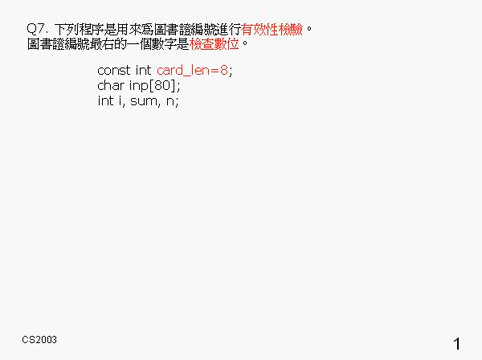 Q7. 下列程序是用來為圖書證編號進行有效性檢驗。
圖書證編號最右的一個數字是檢查數位。
const int card_len=8;
char inp[80];
int i, sum, n;
CS2003
1